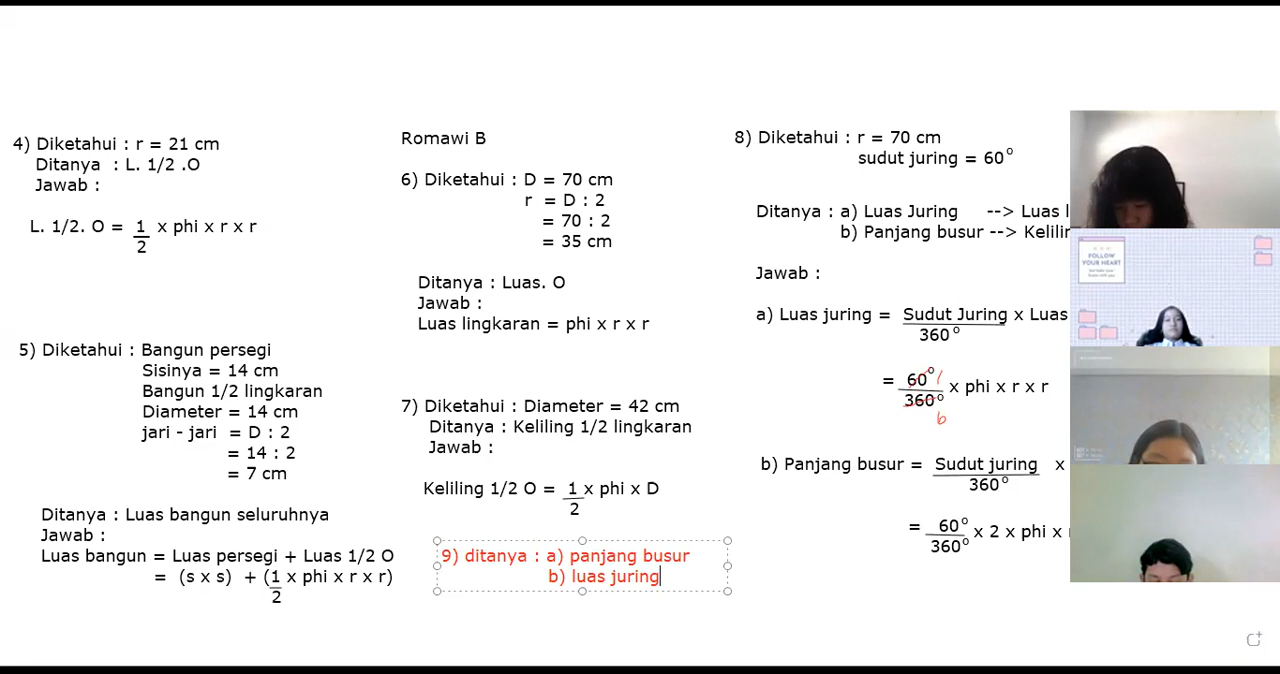 4) Diketahui : r = 21 cm
Ditanya : L. 1/2 .O
Jawab :
L. 1/2. O = 1 x phi x r x r
2
5) Diketahui : Bangun persegi
Sisinya = 14 cm
Bangun 1/2 lingkaran
Diameter = 14 cm
jari - jari = D : 2
= 14 : 2
= 7 cm
Ditanya : Luas bangun seluruhnya
Jawab :
Luas bangun = Luas persegi + Luas 1/2 O
= (s x s) + (1 x phi x r x r)
2
Romawi B
6) Diketahui : D = 70 cm
r = D : 2
= 70 : 2
= 35 cm
Ditanya : Luas. O
Jawab :
Luas lingkaran = phi x r x r
7) Diketahui : Diameter = 42 cm
Ditanya : Keliling 1/2 lingkaran
Jawab :
Keliling 1/2 O = 1 x phi x D
2
9) ditanya : a) panjang busur
b) luas juring
8) Diketahui : r = 70 cm
sudut juring = 60°
Ditanya : a) Luas Juring --> Luas
b) Panjang busur --> Kelilin
Jawab :
a) Luas juring = Sudut Juring x Luas
360°
= 60° 1 x phi x r x r
360°
6
b) Panjang busur = Sudut juring x
360°
= 60° x 2 x phi x
360°
FOLLOW
YOUR HEART